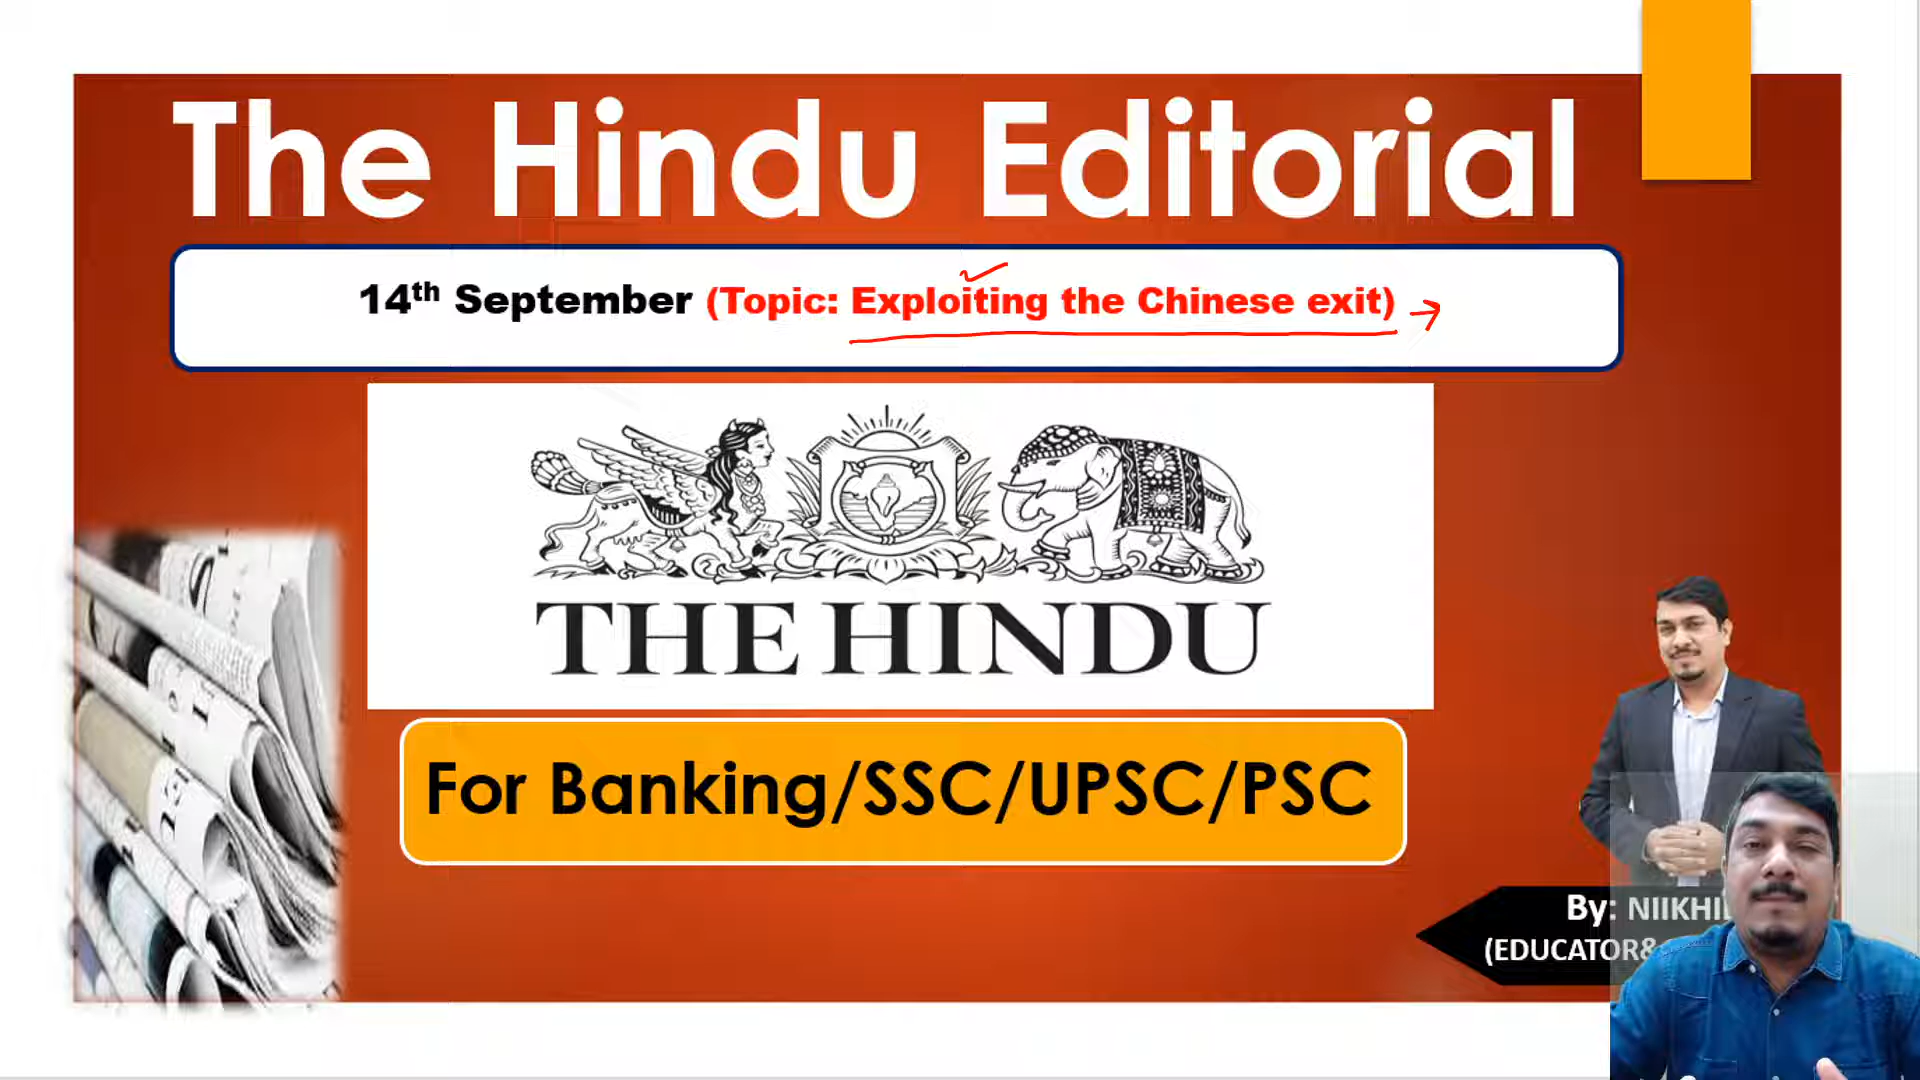 The Hindu Editorial
14th September (Topic: Exploiting the Chinese exit)
THE HINDU
For Banking/SSC/UPSC/PSC
By:
(EDUCATOR&